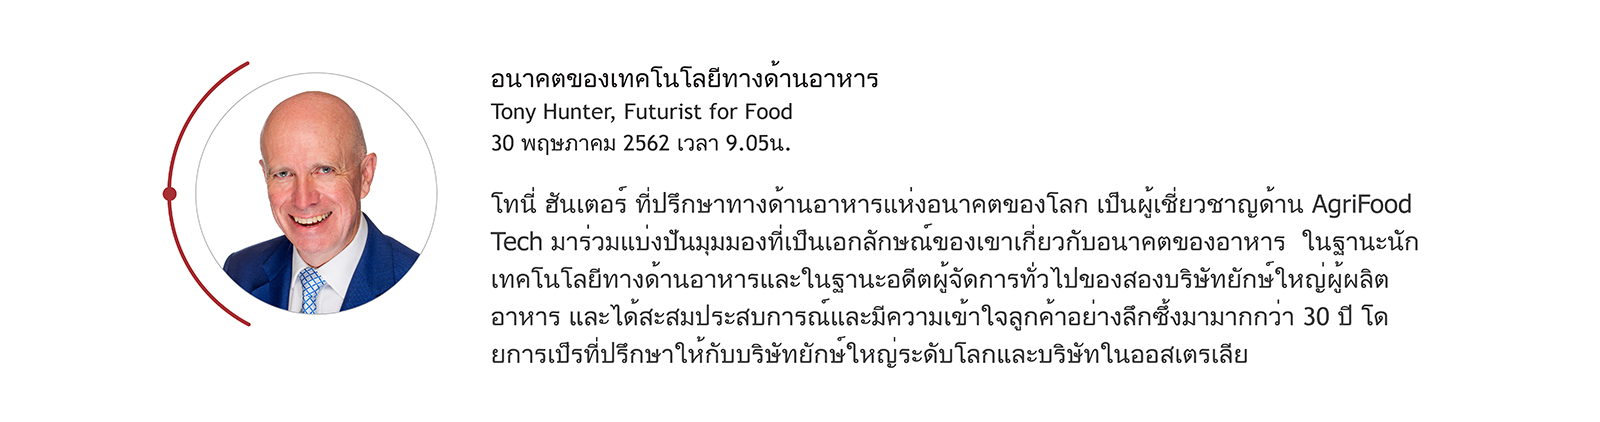 อนาคตของเทคโนโลยีทางด้านอาหาร
Tony Hunter, Futurist for Food
30 พฤษภาคม 2562 เวลา 9.05น.
โทนี่ ฮันเตอร์ ที่ปรึกษาทางด้านอาหารแห่งอนาคตของโลก เป็นผู้เชี่ยวชาญด้าน AgriFood
Tech มาร่วมแบ่งปันมุมมองที่เป็นเอกลักษณ์ของเขาเกี่ยวกับอนาคตของอาหาร ในฐานะนัก
เทคโนโลยีทางด้านอาหารและในฐานะอดีตผู้จัดการทั่วไปของสองบริษัทยักษ์ใหญ่ผู้ผลิต
อาหาร และได้สะสมประสบการณ์และมีความเข้าใจลูกค้าอย่างลึกซึ้งมามากกว่า 30 ปี โด
ยการเป็รที่ปรึกษาให้กับบริษัทยักษ์ใหญ่ระดับโลกและบริษัทในออสเตรเลีย